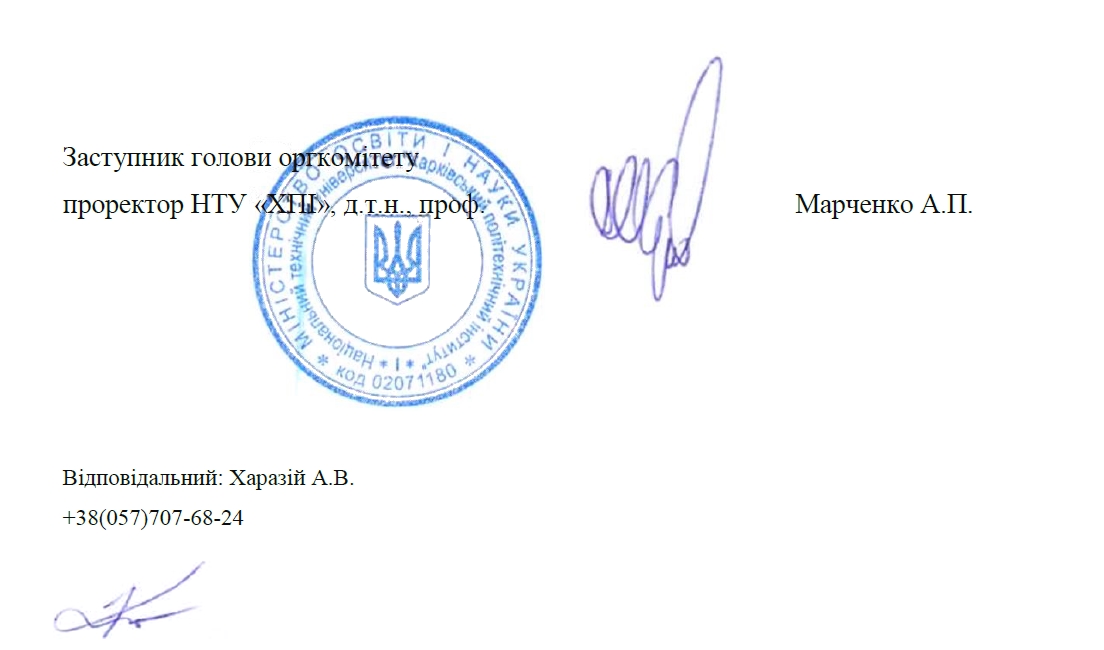 Заступник голови оргкомітету
проректор НТУ «ХПІ», д.т.н., проф.
Марченко А.П.
МІНІСТЕРСТВО ОСВІТИ І НАУКИ УКРАЇНИ
* код 02071180 *
Національний технічний університет "Харківський політехнічний інститут" * І *
Відповідальний: Харазій А.В.
+38(057)707-68-24